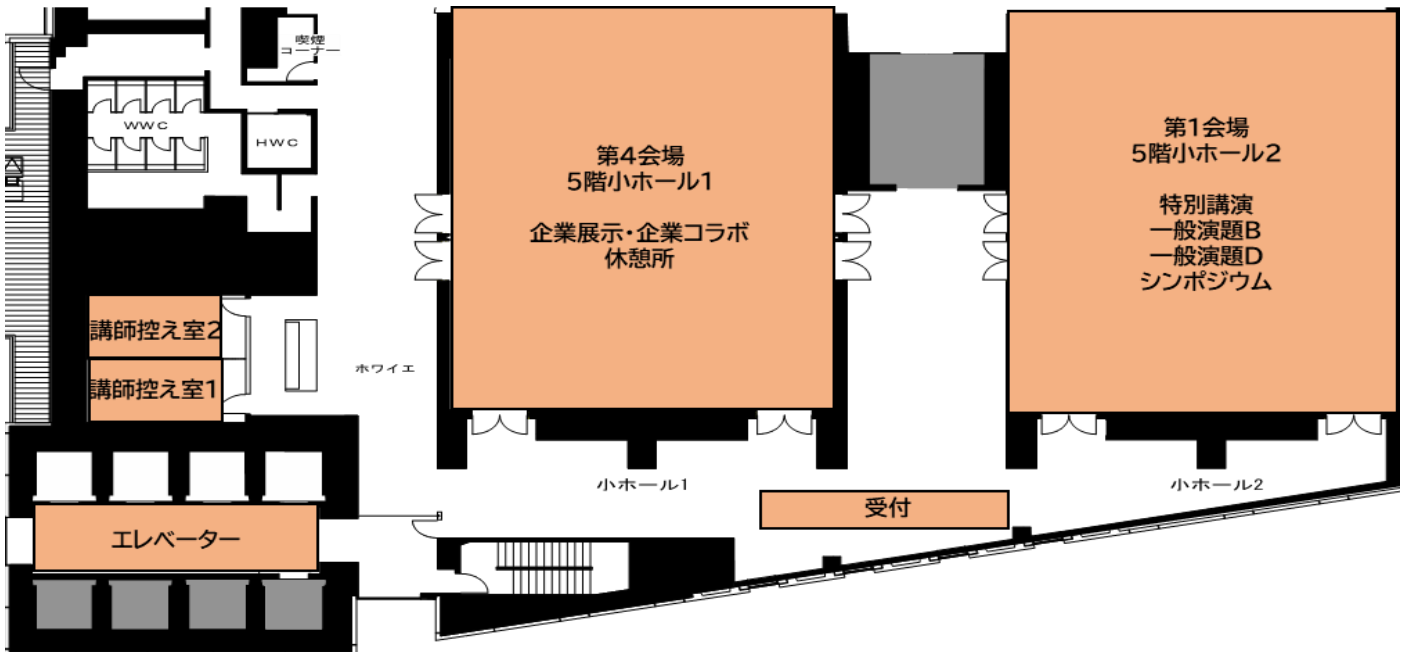 喫煙
コーナー
WWC
HWC
第4会場
5階小ホール1
企業展示・企業コラボ
休憩所
第1会場
5階小ホール2
特別講演
一般演題B
一般演題D
シンポジウム
講師控え室2
講師控え室1
ホワイエ
小ホール1
小ホール2
受付
エレベーター